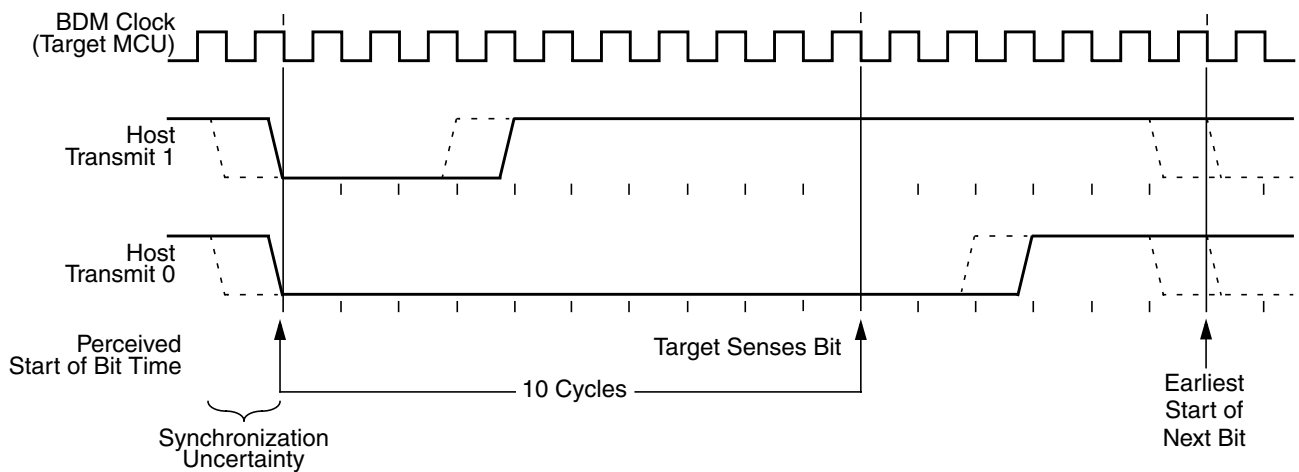 BDM Clock
(Target MCU)
Host
Transmit 1
Host
Transmit 0
Perceived
Start of Bit Time
Target Senses Bit
10 Cycles
Earliest
Start of
Next Bit
Synchronization
Uncertainty